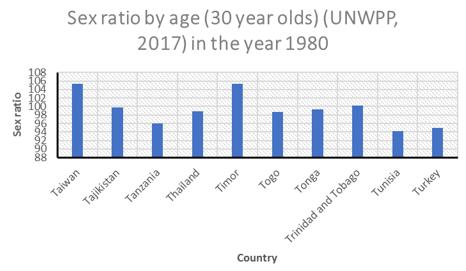 Sex ratio by age (30 year olds) (UNWPP,
2017) in the year 1980
108
106
104
102
100
98
96
94
92
90
88
Sex ratio
Taiwan
Tajikistan
Tanzania
Thailand
Timor
Togo
Tonga
Trinidad and Tobago
Tunisia
Turkey
Country